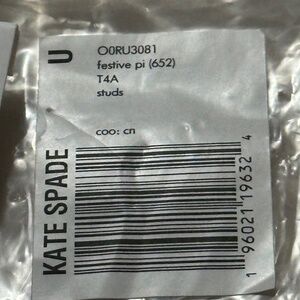 U
O0RU3081
festive pi (652)
T4A
studs
coo: cn
KATE SPADE
1 96021 19632 4